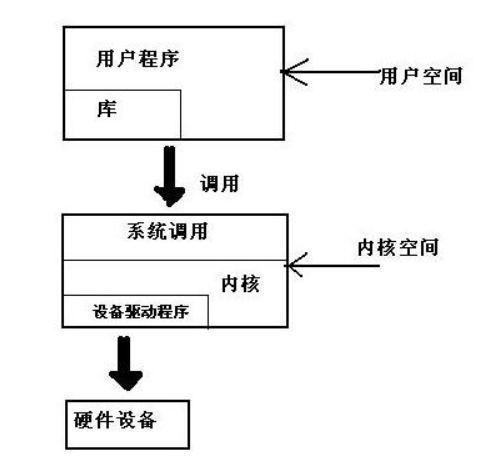 用户程序
用户空间
库
调用
系统调用
内核空间
内核
设备驱动程序
硬件设备